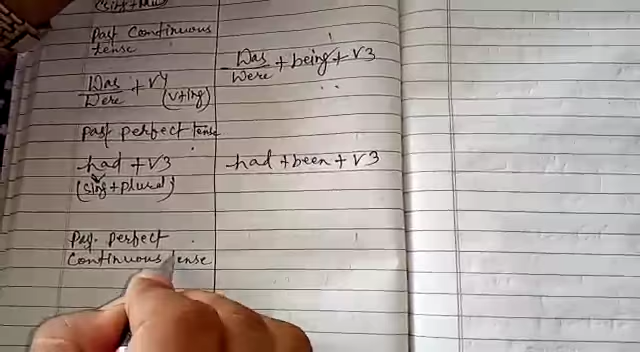 Past Continuous
tense
Was
Were + V4
(v+ing)
Was
Were + being + V3
past perfect tense
had + V3
had + been + V3
(sing + plural)
Past perfect
Continuous tense